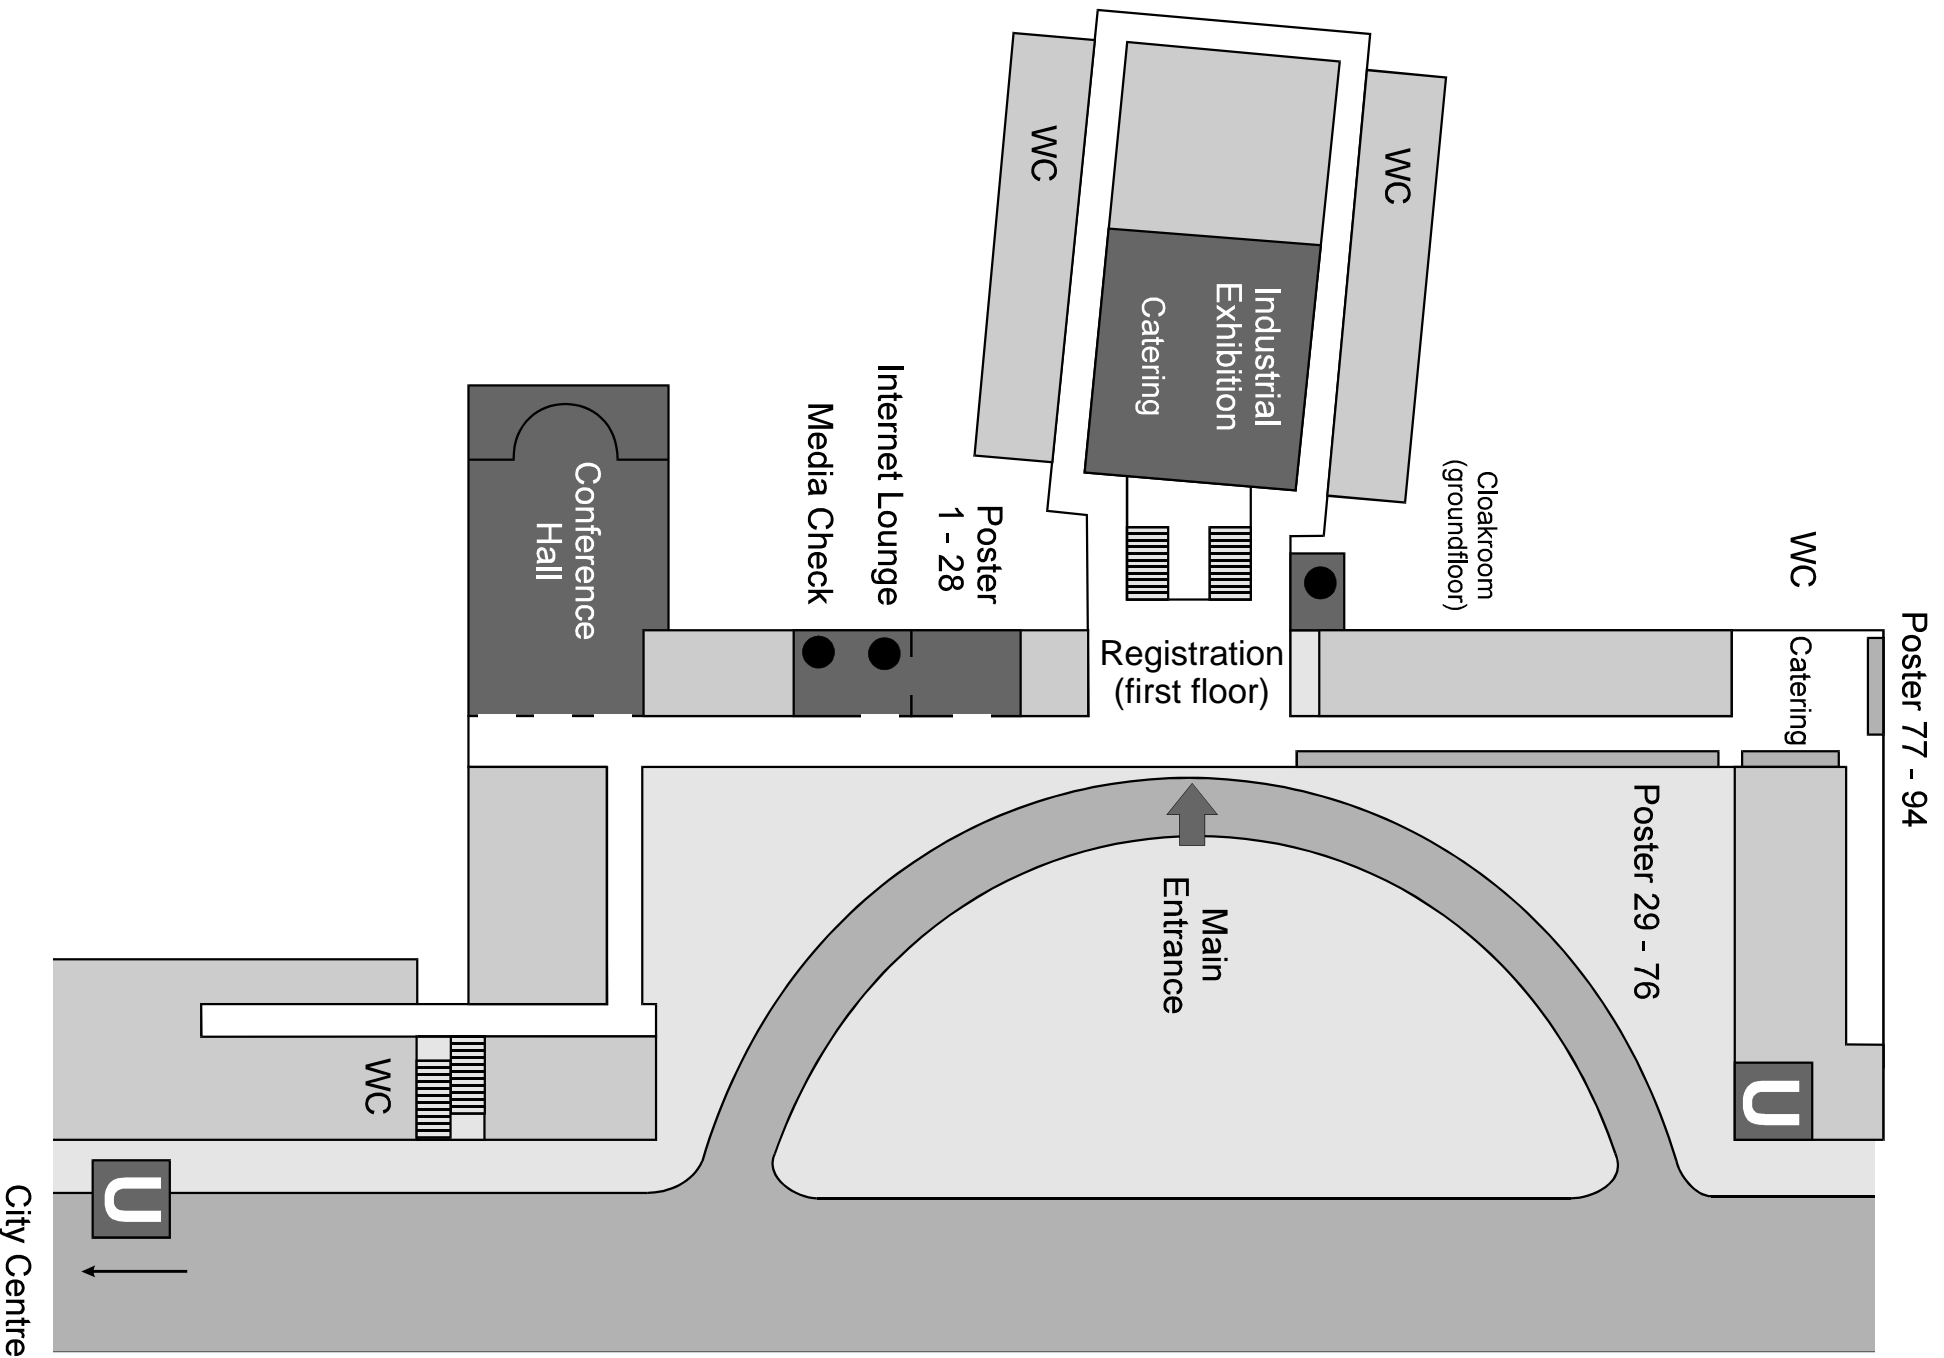 WC
WC
Industrial
Exhibition
Catering
Cloakroom
(groundfloor)
WC
Poster 77 - 94
Catering
Internet Lounge
Media Check
Poster
1 - 28
Conference
Hall
Registration
(first floor)
Poster 29 - 76
Main
Entrance
WC
U
U
City Centre